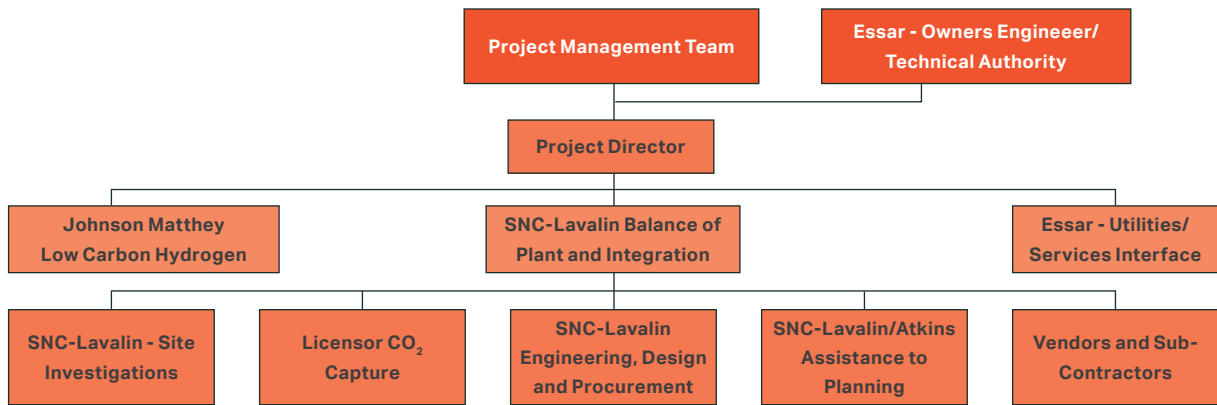 Project Management Team
Essar - Owners Engineeer/
Technical Authority
Project Director
Johnson Matthey
Low Carbon Hydrogen
SNC-Lavalin Balance of
Plant and Integration
Essar - Utilities/
Services Interface
SNC-Lavalin - Site
Investigations
Licensor CO₂
Capture
SNC-Lavalin
Engineering, Design
and Procurement
SNC-Lavalin/Atkins
Assistance to
Planning
Vendors and Sub-
Contractors